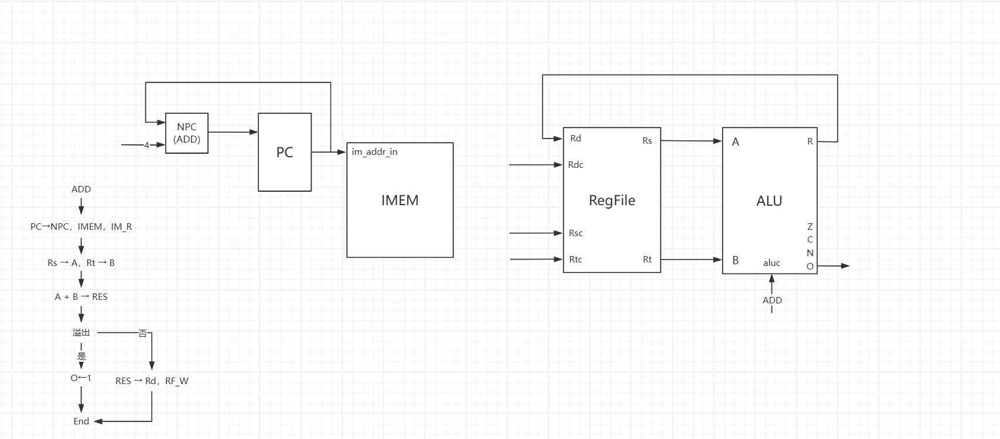 NPC
(ADD)
4
PC
im_addr_in
IMEM
Rd
Rs
Rdc
RegFile
Rsc
Rtc
Rt
A
R
ALU
Z
C
N
O
B
aluc
ADD
ADD
PC→NPC，IMEM，IM_R
Rs → A，Rt → B
A + B → RES
溢出
否
是
O←1
RES → Rd，RF_W
End